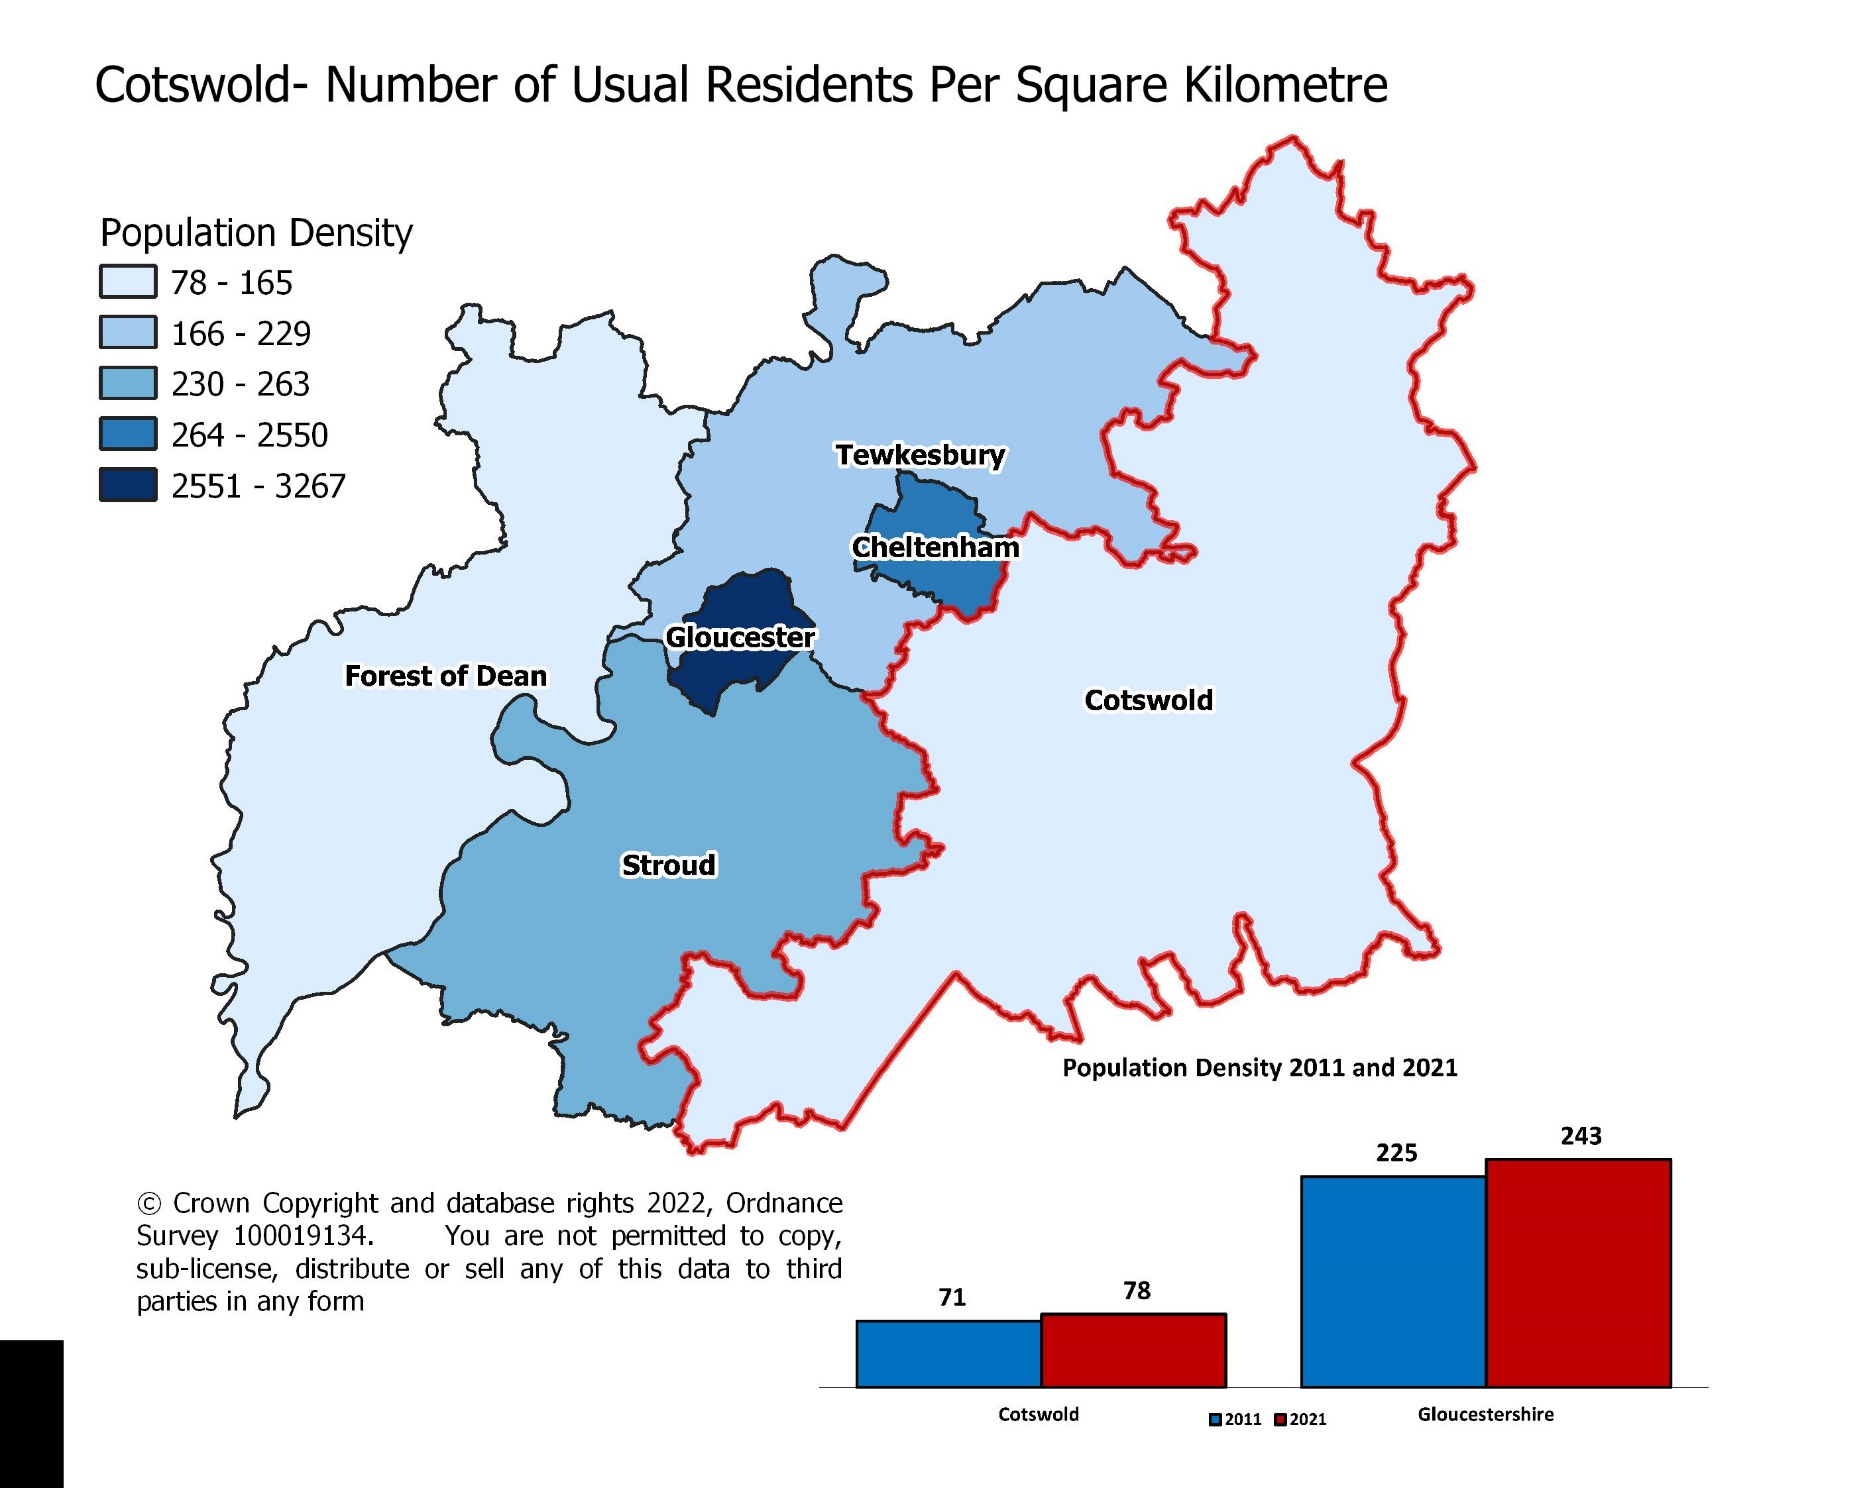 Cotswold- Number of Usual Residents Per Square Kilometre
Population Density
78 - 165
166 - 229
230 - 263
264 - 2550
2551 - 3267
Tewkesbury
Cheltenham
Gloucester
Forest of Dean
Cotswold
Stroud
Population Density 2011 and 2021
71
78
225
243
Cotswold
2011
2021
Gloucestershire
© Crown Copyright and database rights 2022, Ordnance
Survey 100019134. You are not permitted to copy,
sub-license, distribute or sell any of this data to third
parties in any form